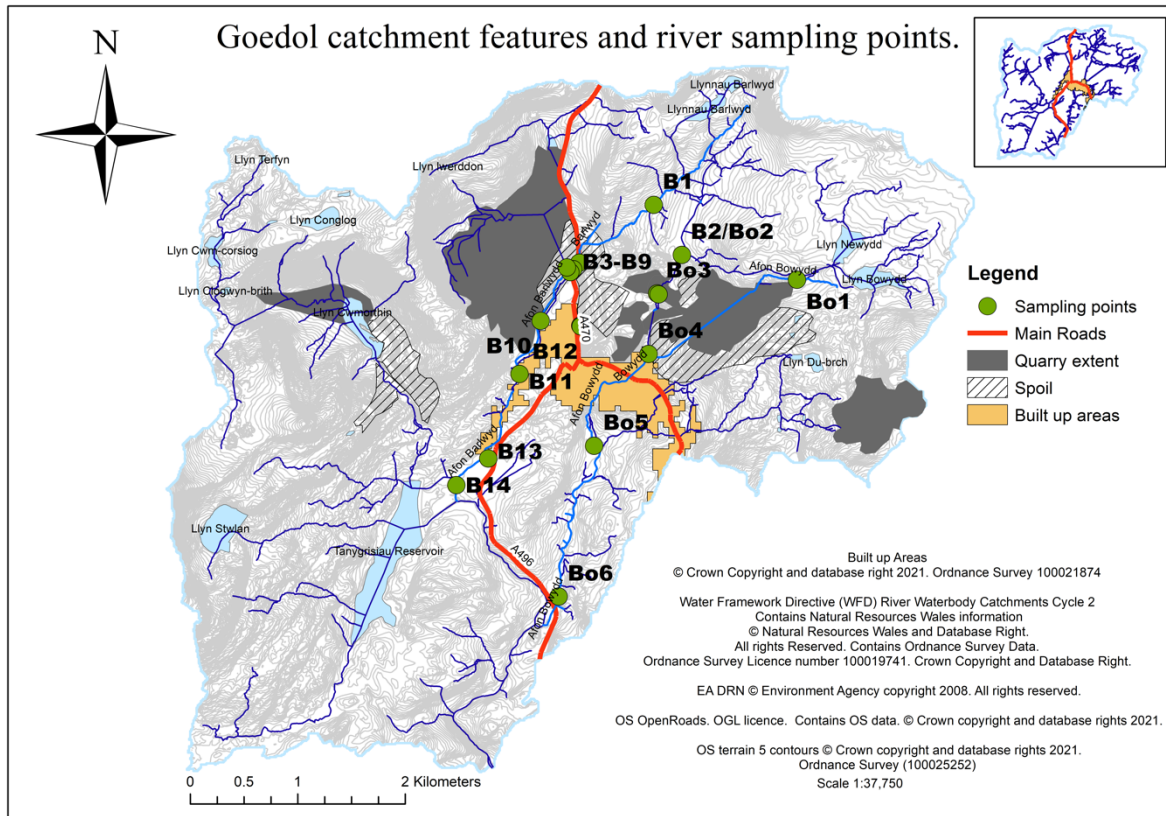 Goedol catchment features and river sampling points.
N
Llynnau Barlwyd
Llynnau Barlwyd
Llyn Terfyn
Llyn Iwerddon
B1
Llyn Conglog
Barlwyd
B2/Bo2
Llyn Newydd
Llyn Cwm-corsiog
B3-B9
Bo3
Afon Bowydd
Llyn Bowydd
Llyn Clogwyn-brith
Afon Barlwyd
Bo1
Llyn Cwmorthin
A470
Bo4
B10
B12
Bowydd
Llyn Du-brch
B11
Afon Bowydd
Bo5
Afon Barlwyd
B13
B14
Llyn Stwlan
Tanygrisiau Reservoir
A496
Bo6
Afon Bowydd
Legend
Sampling points
Main Roads
Quarry extent
Spoil
Built up areas
Built up Areas
© Crown Copyright and database right 2021. Ordnance Survey 100021874
Water Framework Directive (WFD) River Waterbody Catchments Cycle 2
Contains Natural Resources Wales information
© Natural Resources Wales and Database Right.
All rights Reserved. Contains Ordnance Survey Data.
Ordnance Survey Licence number 100019741. Crown Copyright and Database Right.
EA DRN © Environment Agency copyright 2008. All rights reserved.
OS OpenRoads. OGL licence. Contains OS data. © Crown copyright and database rights 2021.
OS terrain 5 contours © Crown copyright and database rights 2021.
Ordnance Survey (100025252)
Scale 1:37,750
0 0.5 1 2 Kilometers